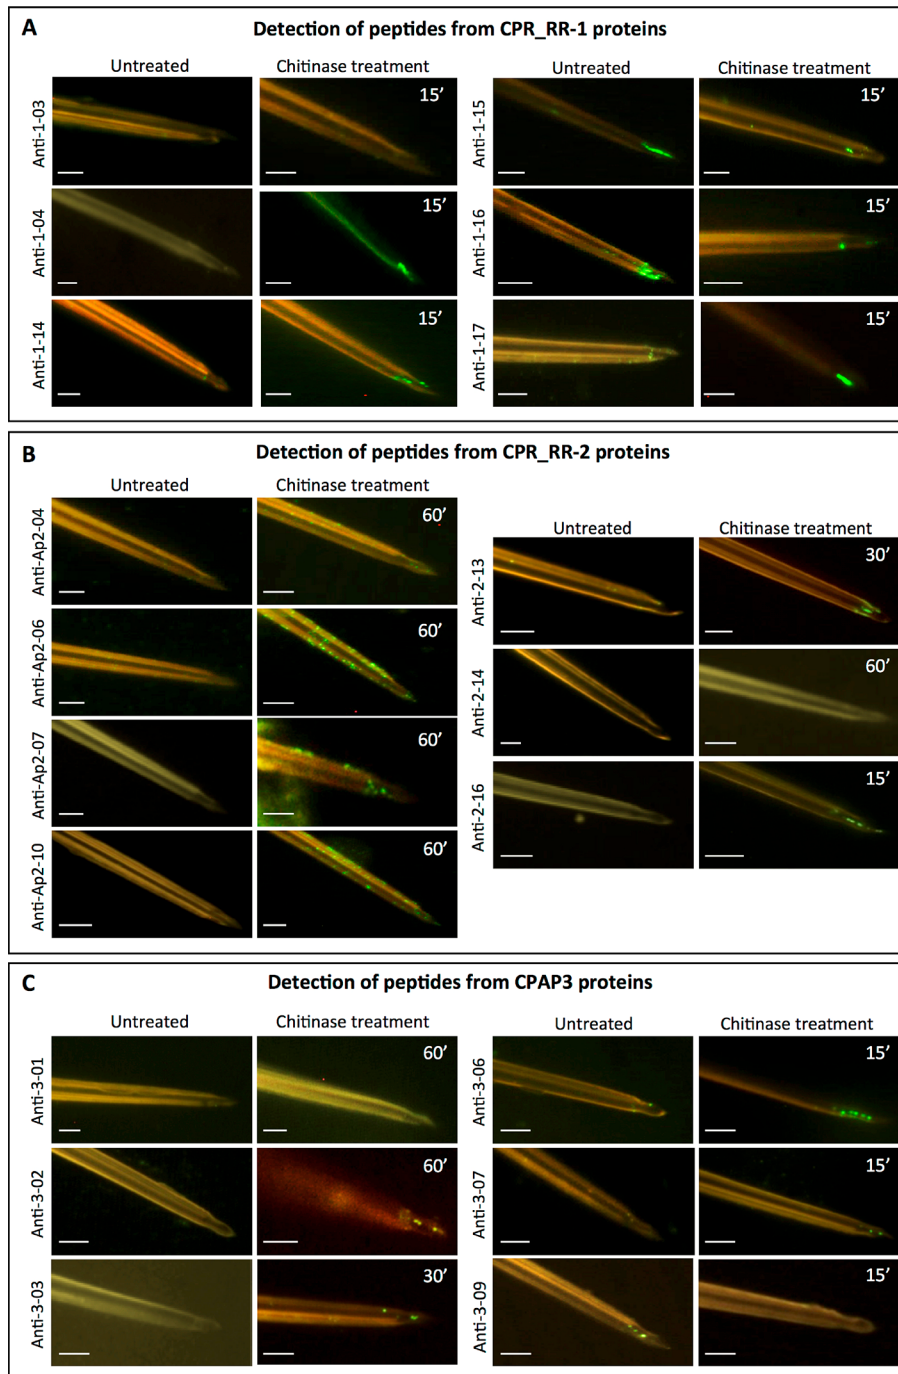 A
Detection of peptides from CPR_RR-1 proteins
Untreated
Chitinase treatment
Untreated
Chitinase treatment
Anti-1-03
15’
Anti-1-15
15’
Anti-1-04
15’
Anti-1-16
15’
Anti-1-14
15’
Anti-1-17
15’
B
Detection of peptides from CPR_RR-2 proteins
Untreated
Chitinase treatment
Anti-Ap2-04
60’
Anti-Ap2-06
60’
Anti-Ap2-07
60’
Anti-Ap2-10
60’
Untreated
Chitinase treatment
Anti-2-13
30’
Anti-2-14
60’
Anti-2-16
15’
C
Detection of peptides from CPAP3 proteins
Untreated
Chitinase treatment
Untreated
Chitinase treatment
Anti-3-01
60’
Anti-3-06
15’
Anti-3-02
60’
Anti-3-07
15’
Anti-3-03
30’
Anti-3-09
15’